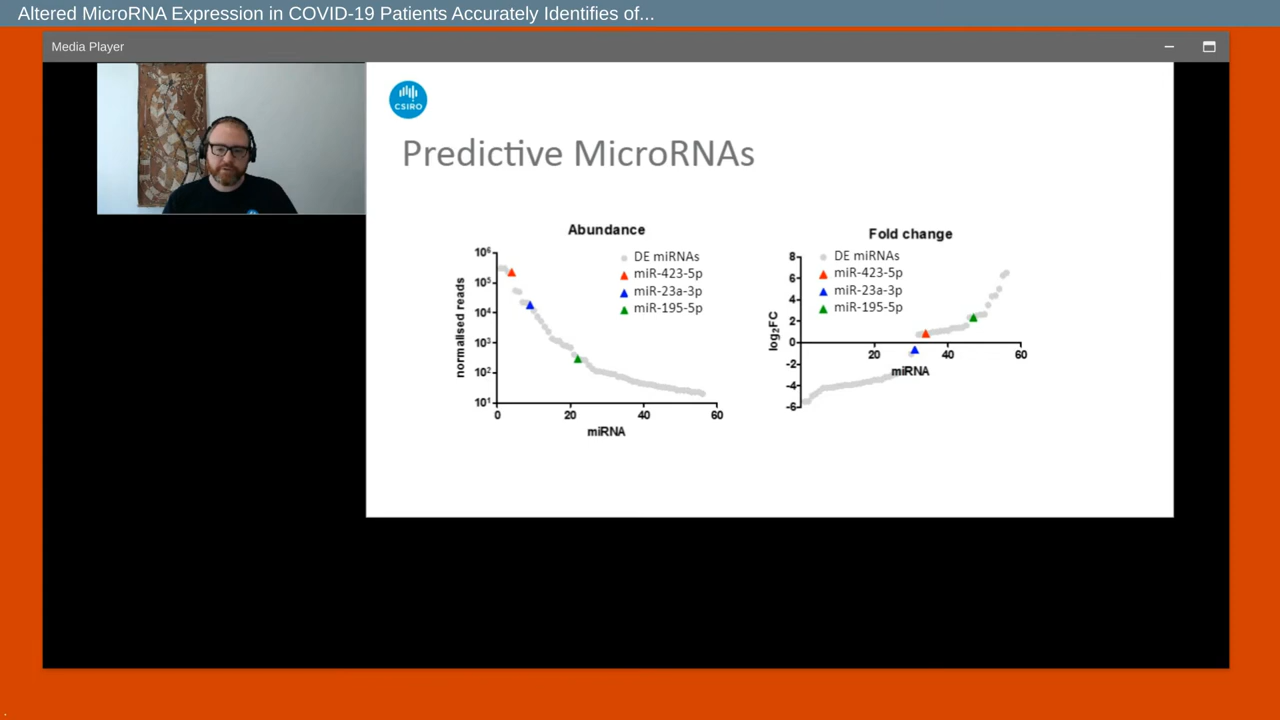 Altered MicroRNA Expression in COVID-19 Patients Accurately Identifies of...
Media Player
CSIRO
Predictive MicroRNAs
Abundance
normalised reads
10⁶
10⁵
10⁴
10³
10²
10¹
0
20
40
60
miRNA
DE miRNAs
miR-423-5p
miR-23a-3p
miR-195-5p
Fold change
log₂FC
8
6
4
2
0
-2
-4
-6
20
40
60
miRNA
DE miRNAs
miR-423-5p
miR-23a-3p
miR-195-5p